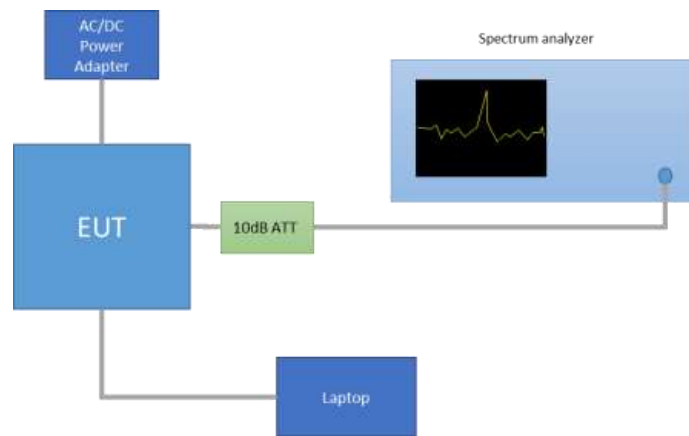 AC/DC
Power
Adapter
Spectrum analyzer
EUT
10dB ATT
Laptop